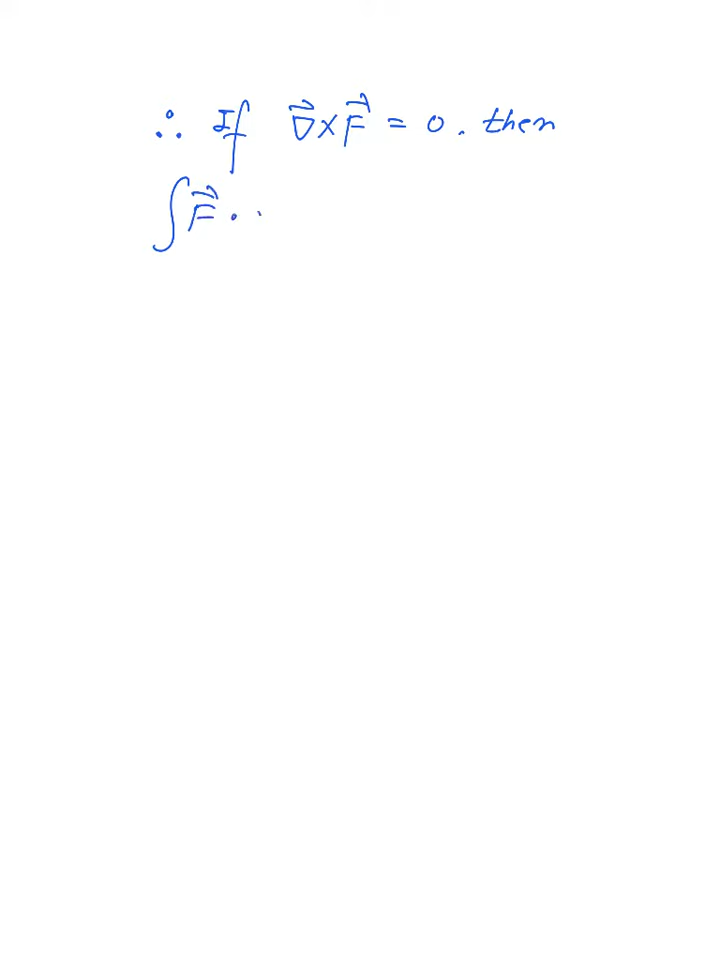 ∴ If ∇⃗ × F⃗ = 0. then
∫ F⃗ · .